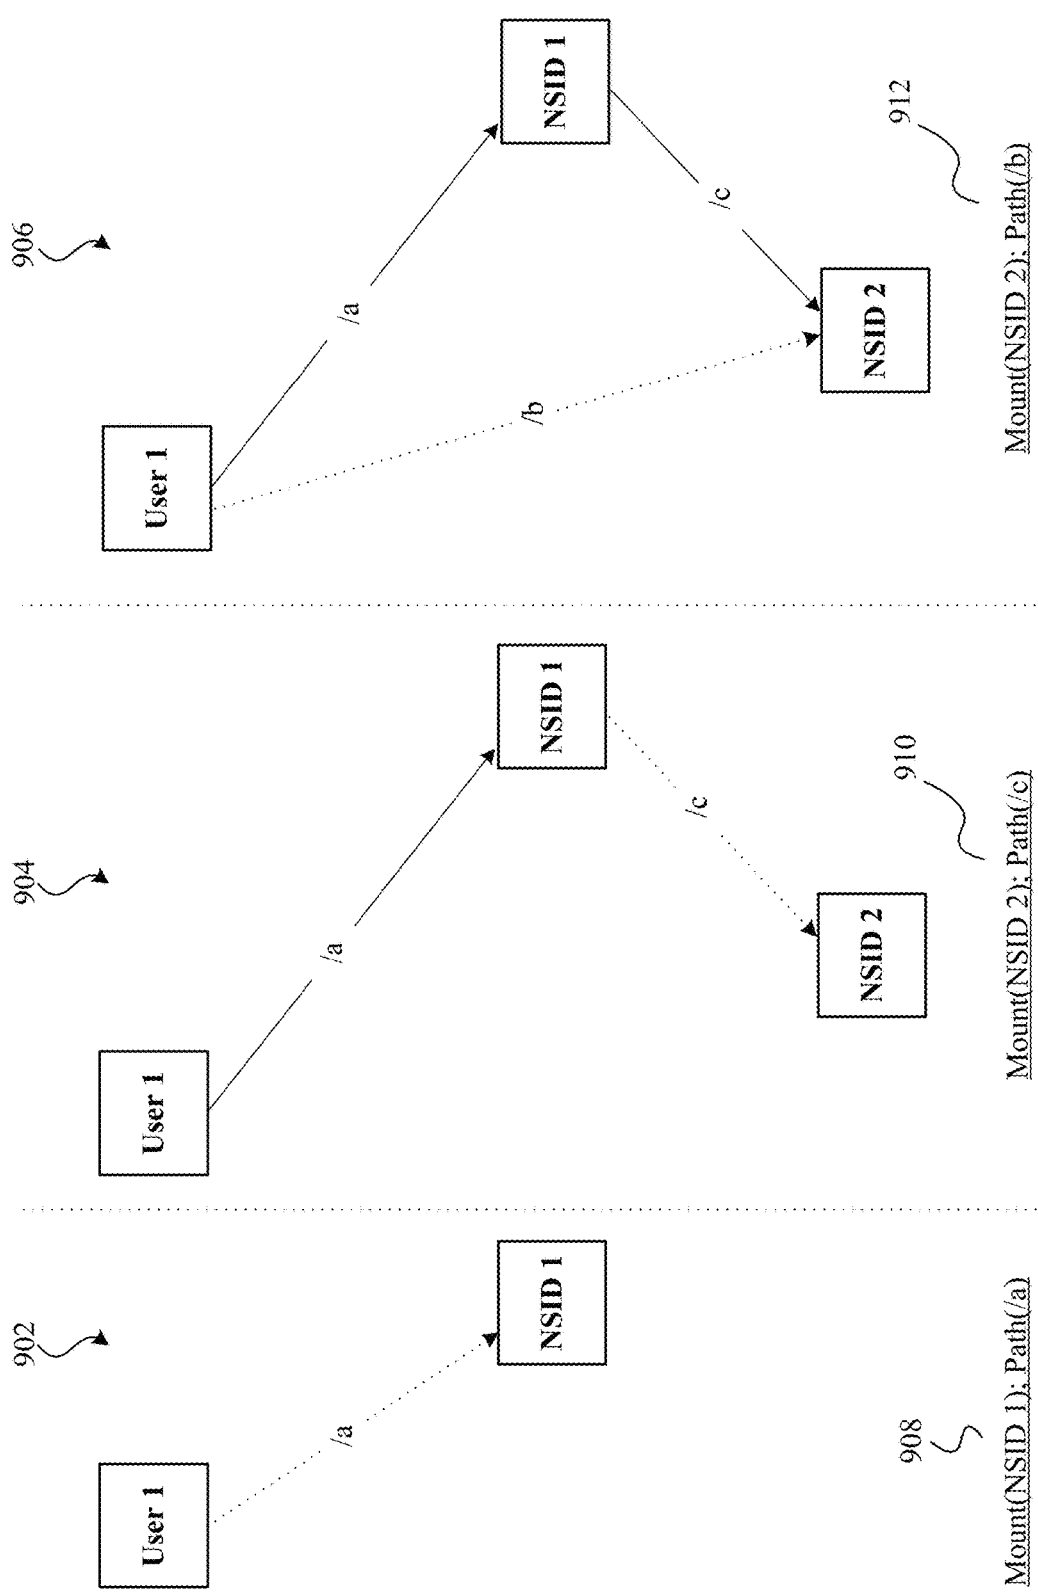 902
User 1
/a
NSID 1
908
Mount(NSID 1); Path(/a)
904
User 1
/a
NSID 1
/c
NSID 2
910
Mount(NSID 2); Path(/c)
906
User 1
/a
NSID 1
/b
/c
NSID 2
912
Mount(NSID 2); Path(/b)